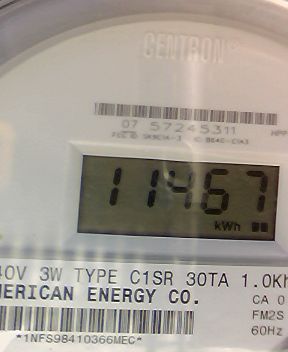 CENTRON®
07 57245311
11467
kWh
40V 3W TYPE C1SR 30TA 1.0Kh
MERICAN ENERGY CO.
CA 0
FM2S
60Hz
*1NFS98410366MEC*